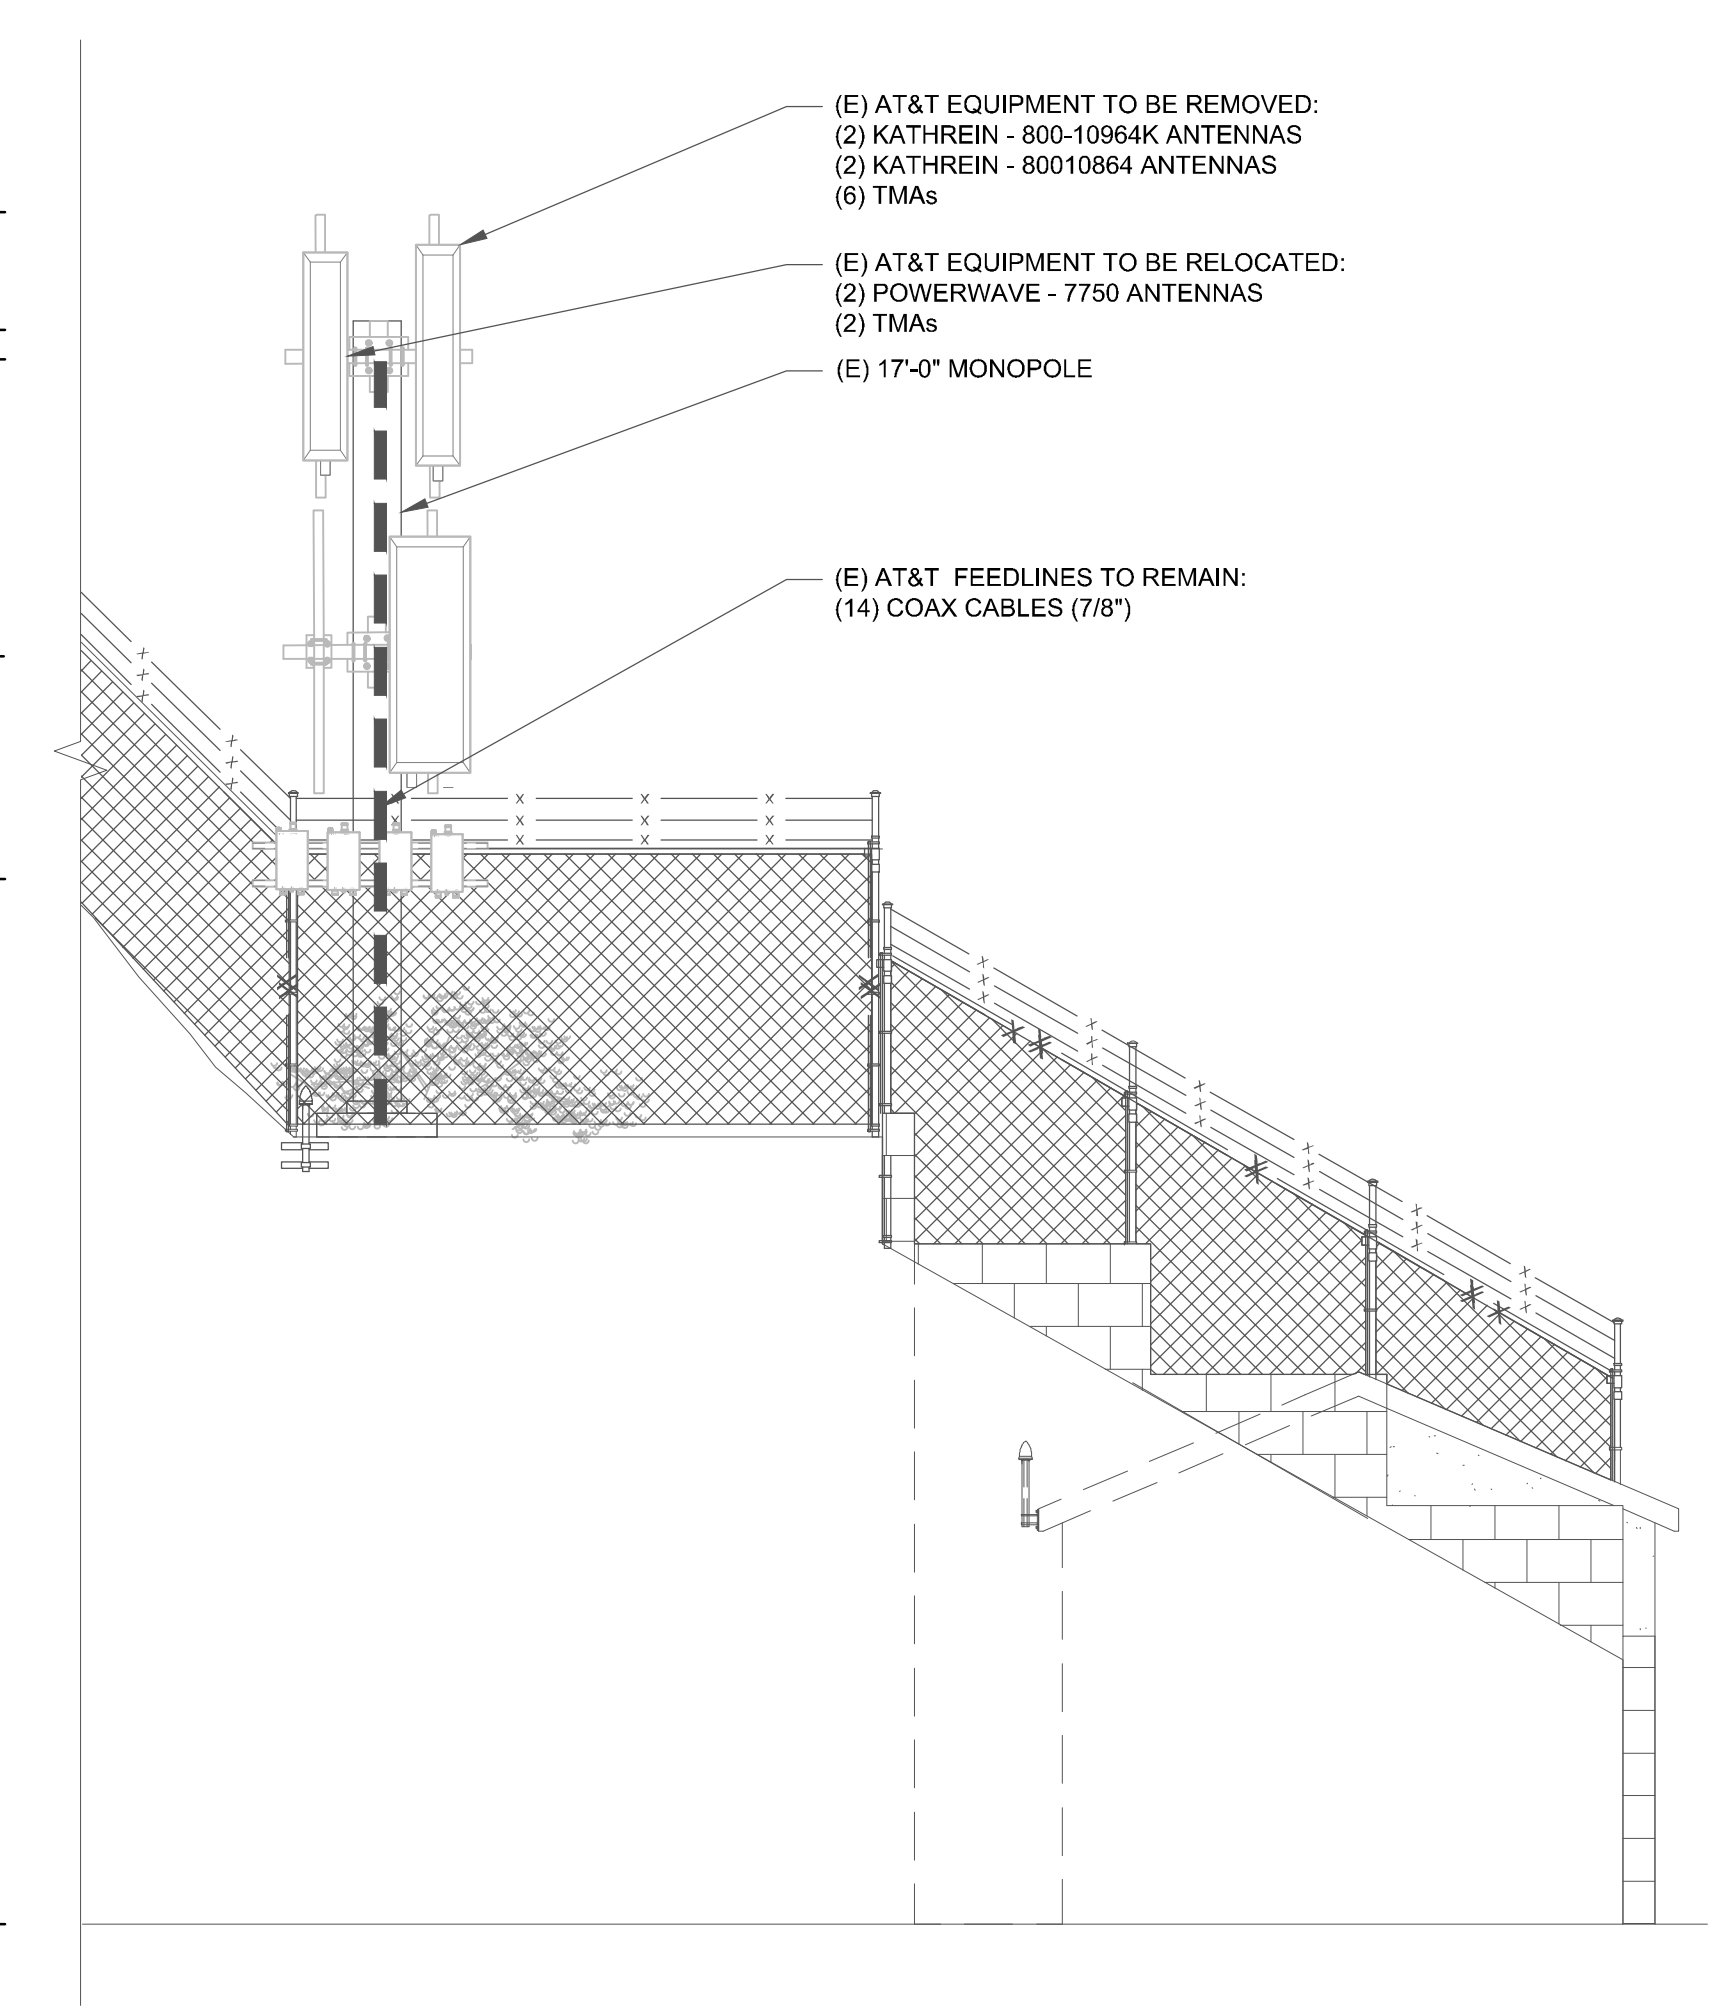 (E) AT&T EQUIPMENT TO BE REMOVED:
(2) KATHREIN - 800-10964K ANTENNAS
(2) KATHREIN - 80010864 ANTENNAS
(6) TMAs
(E) AT&T EQUIPMENT TO BE RELOCATED:
(2) POWERWAVE - 7750 ANTENNAS
(2) TMAs
(E) 17'-0" MONOPOLE
(E) AT&T  FEEDLINES TO REMAIN:
(14) COAX CABLES (7/8")